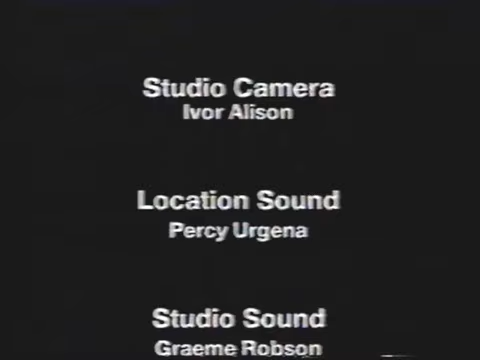 Studio Camera
Ivor Alison
Location Sound
Percy Urgena
Studio Sound
Graeme Robson